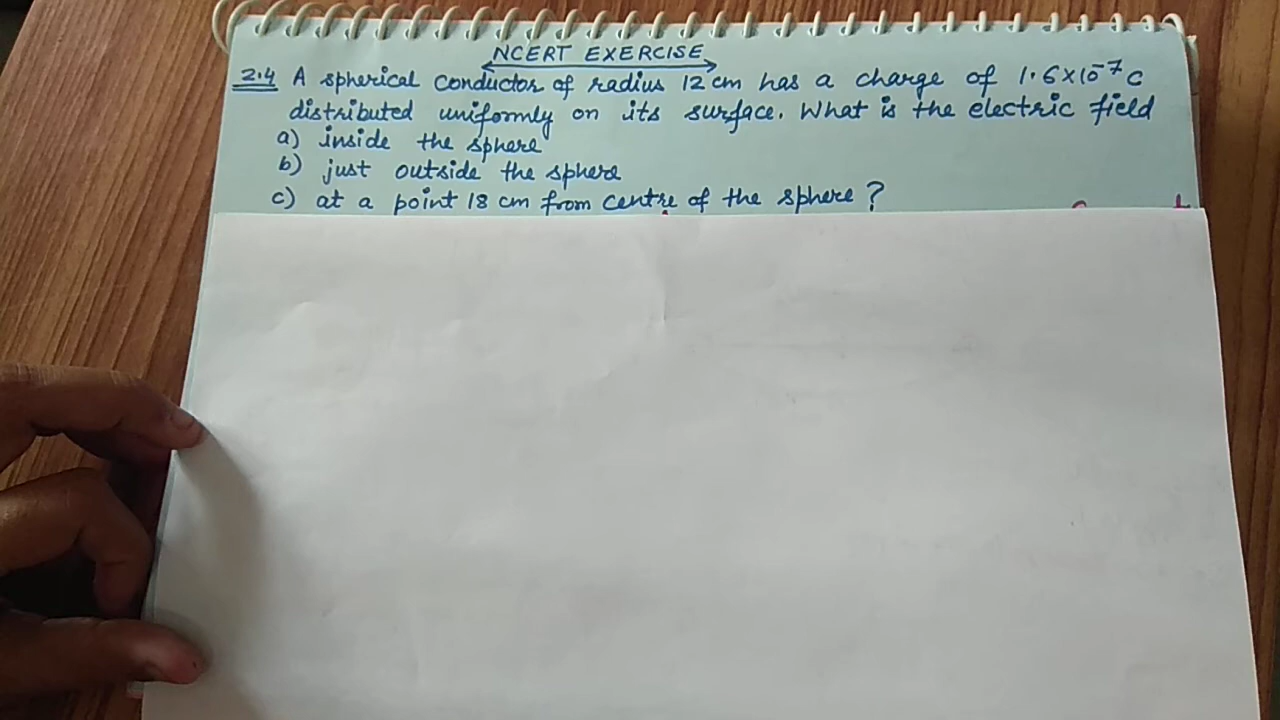 NCERT EXERCISE
2.4 A spherical conductor of radius 12 cm has a charge of 1.6×10⁻⁷ C
distributed uniformly on its surface. What is the electric field
a) inside the sphere
b) just outside the sphere
c) at a point 18 cm from centre of the sphere?